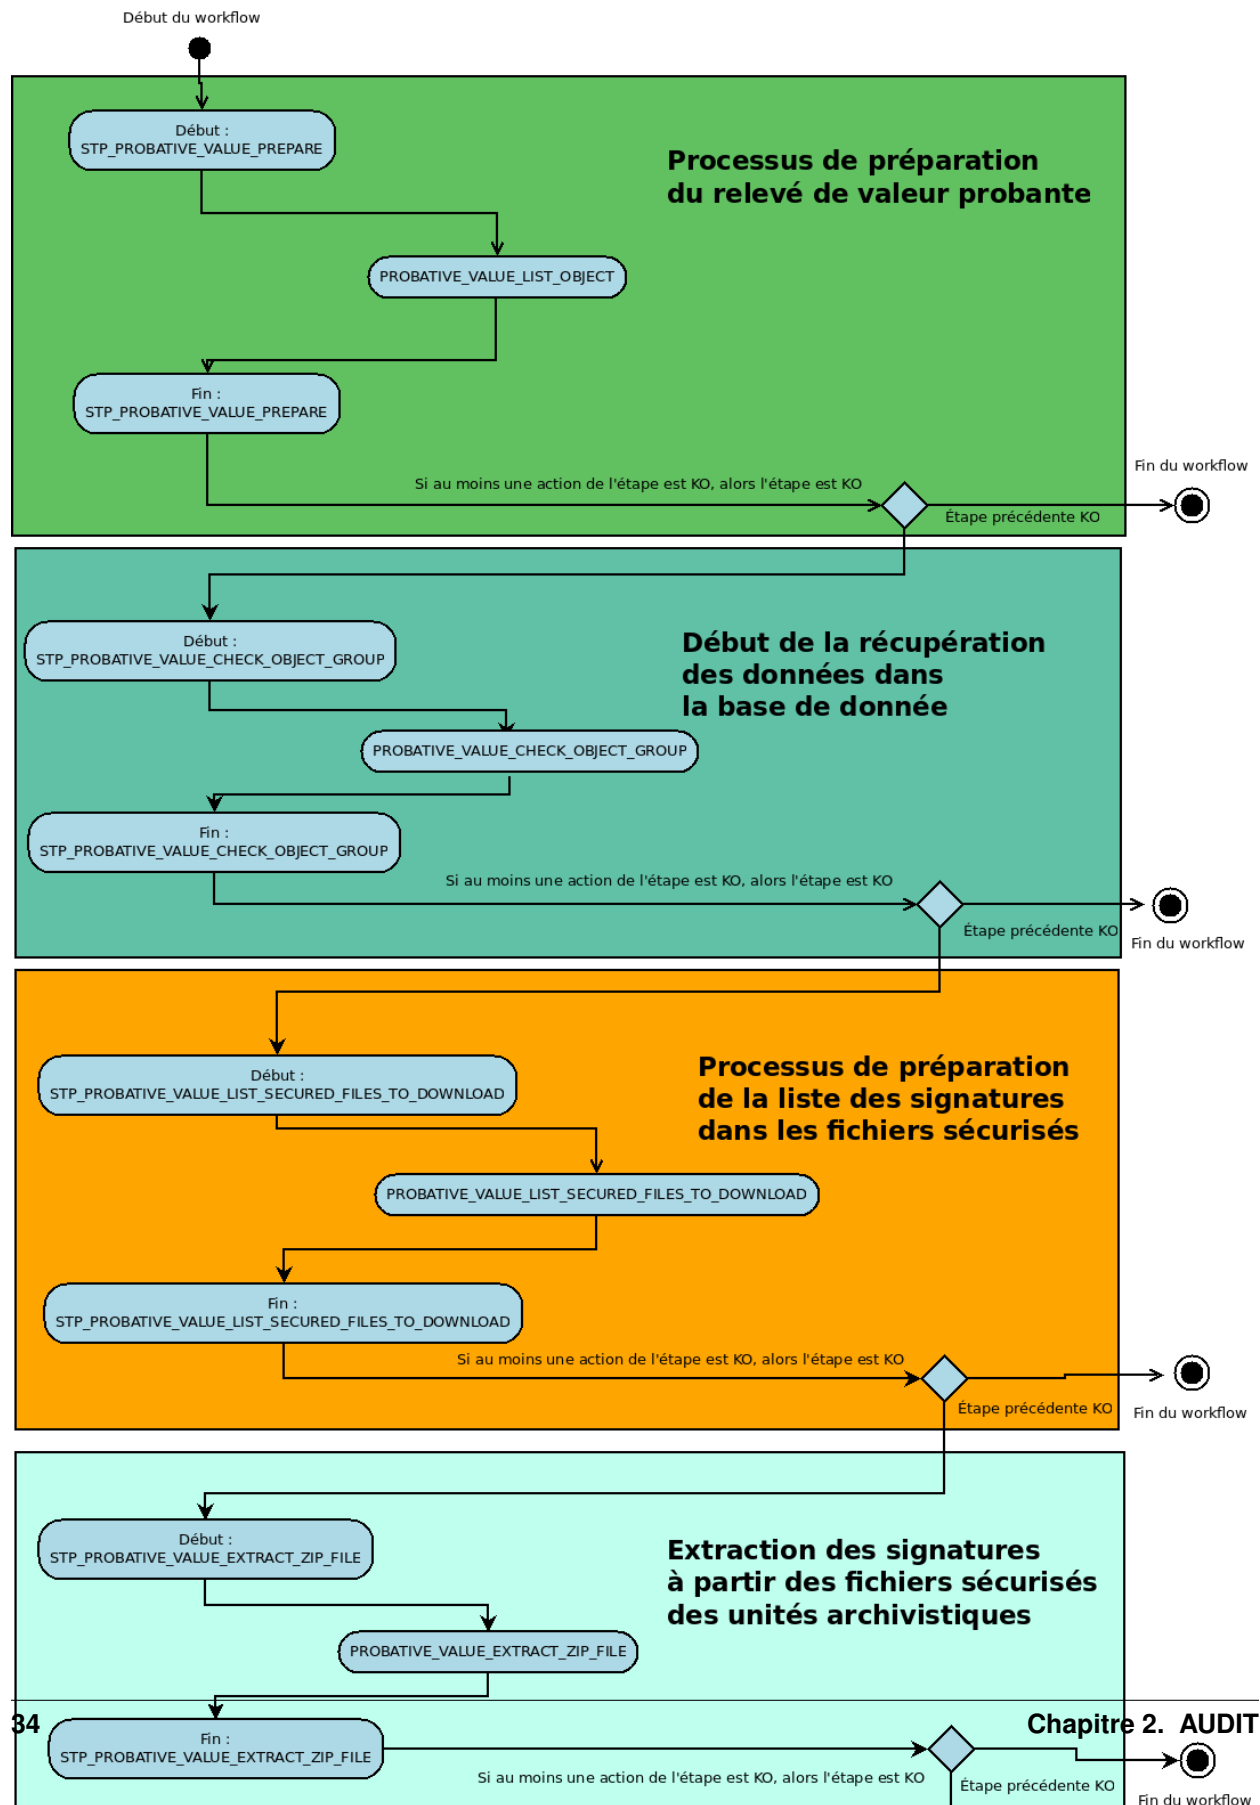 Début du workflow
Début :
STP_PROBATIVE_VALUE_PREPARE
Processus de préparation
du relevé de valeur probante
PROBATIVE_VALUE_LIST_OBJECT
Fin :
STP_PROBATIVE_VALUE_PREPARE
Si au moins une action de l'étape est KO, alors l'étape est KO
Fin du workflow
Étape précédente KO
Début :
STP_PROBATIVE_VALUE_CHECK_OBJECT_GROUP
Début de la récupération
des données dans
la base de donnée
PROBATIVE_VALUE_CHECK_OBJECT_GROUP
Fin :
STP_PROBATIVE_VALUE_CHECK_OBJECT_GROUP
Si au moins une action de l'étape est KO, alors l'étape est KO
Étape précédente KO
Fin du workflow
Début :
STP_PROBATIVE_VALUE_LIST_SECURED_FILES_TO_DOWNLOAD
Processus de préparation
de la liste des signatures
dans les fichiers sécurisés
PROBATIVE_VALUE_LIST_SECURED_FILES_TO_DOWNLOAD
Fin :
STP_PROBATIVE_VALUE_LIST_SECURED_FILES_TO_DOWNLOAD
Si au moins une action de l'étape est KO, alors l'étape est KO
Étape précédente KO
Fin du workflow
Début :
STP_PROBATIVE_VALUE_EXTRACT_ZIP_FILE
Extraction des signatures
à partir des fichiers sécurisés
des unités archivistiques
PROBATIVE_VALUE_EXTRACT_ZIP_FILE
34
Chapitre 2. AUDIT
Fin :
STP_PROBATIVE_VALUE_EXTRACT_ZIP_FILE
Si au moins une action de l'étape est KO, alors l'étape est KO
Étape précédente KO
Fin du workflow